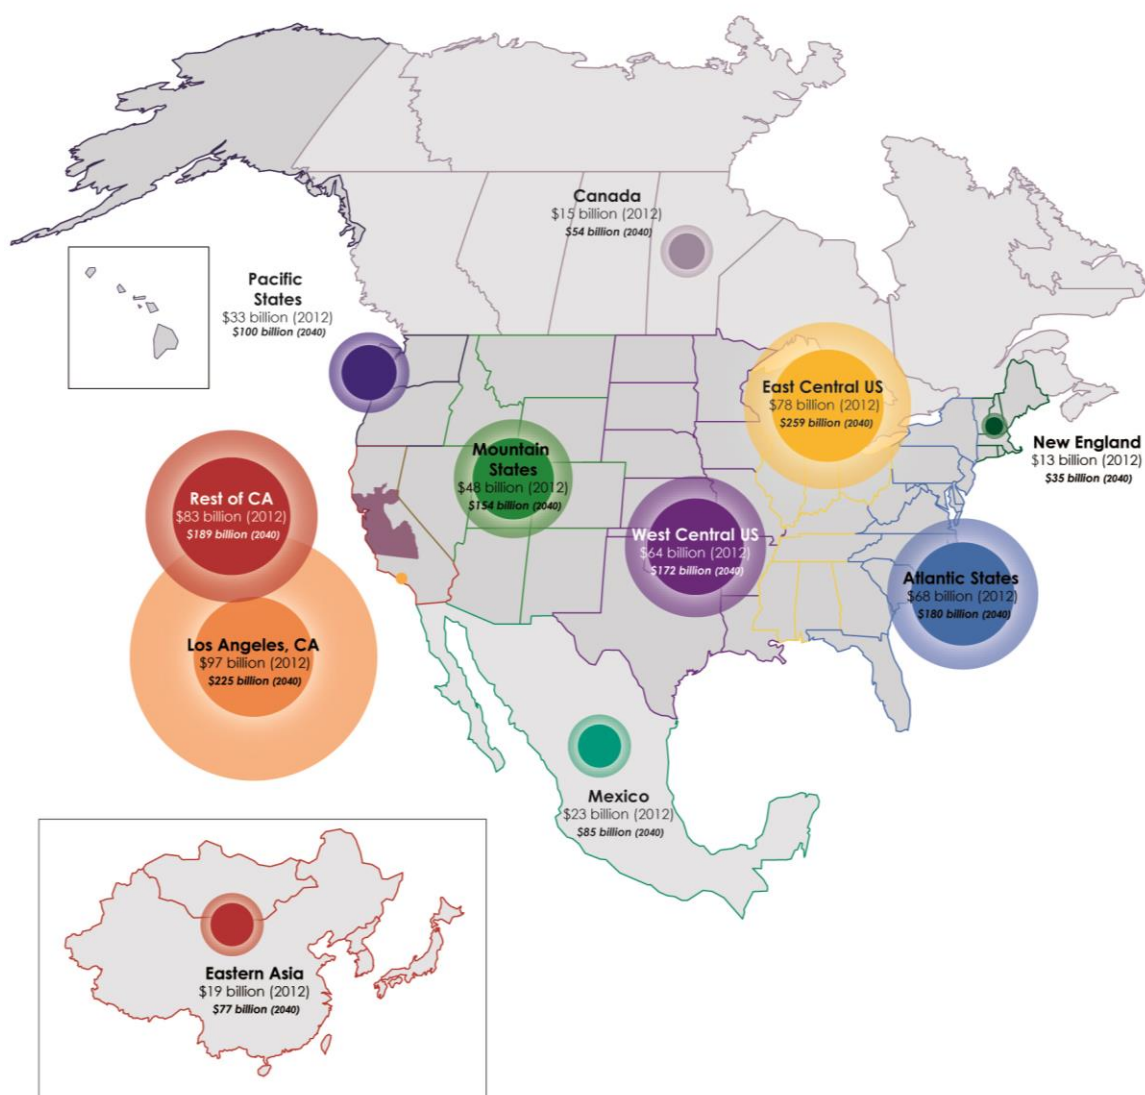 Canada
$15 billion (2012)
$54 billion (2040)
Pacific
States
$33 billion (2012)
$100 billion (2040)
East Central US
$78 billion (2012)
$259 billion (2040)
New England
$13 billion (2012)
$35 billion (2040)
Mountain
States
$48 billion (2012)
$154 billion (2040)
Rest of CA
$83 billion (2012)
$189 billion (2040)
West Central US
$64 billion (2012)
$172 billion (2040)
Atlantic States
$68 billion (2012)
$180 billion (2040)
Los Angeles, CA
$97 billion (2012)
$225 billion (2040)
Mexico
$23 billion (2012)
$85 billion (2040)
Eastern Asia
$19 billion (2012)
$77 billion (2040)